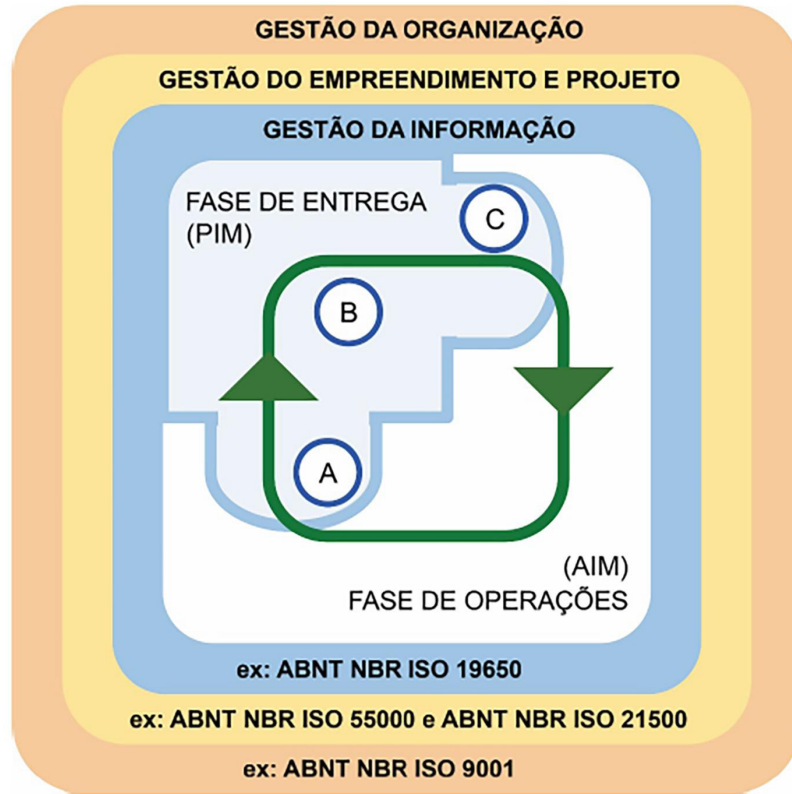 GESTÃO DA ORGANIZAÇÃO
GESTÃO DO EMPREENDIMENTO E PROJETO
GESTÃO DA INFORMAÇÃO
FASE DE ENTREGA
(PIM)
C
B
A
(AIM)
FASE DE OPERAÇÕES
ex: ABNT NBR ISO 19650
ex: ABNT NBR ISO 55000 e ABNT NBR ISO 21500
ex: ABNT NBR ISO 9001